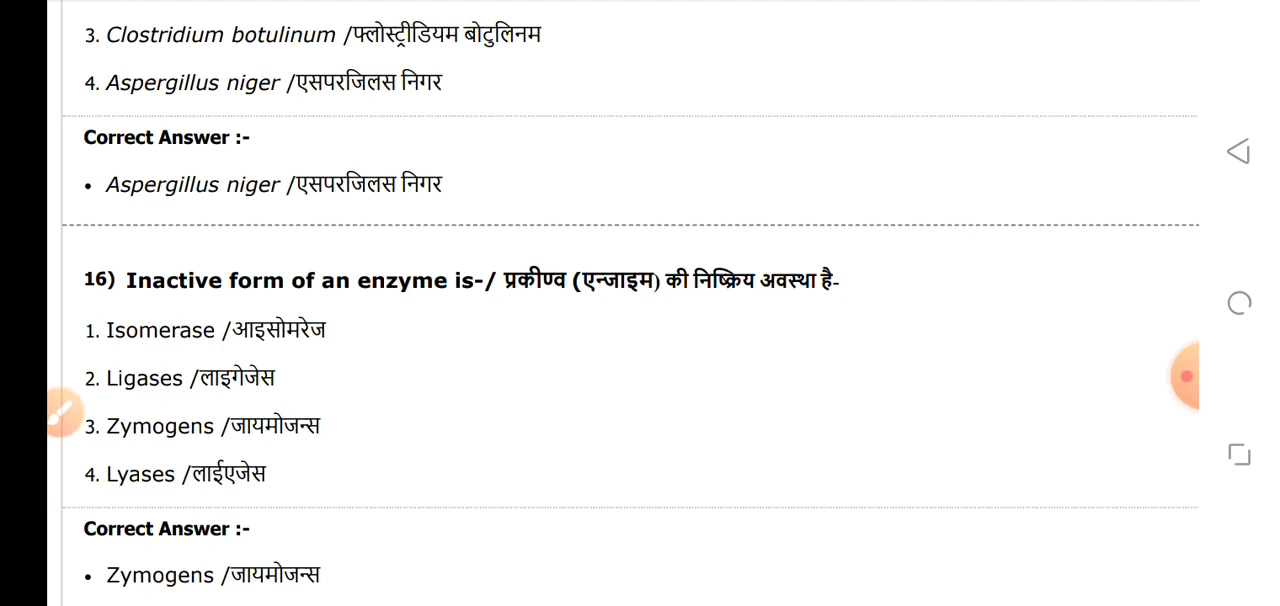 3. Clostridium botulinum /फ्लोस्ट्रीडियम बोटुलिनम
4. Aspergillus niger /एसपरजिलस निगर
Correct Answer :-
• Aspergillus niger /एसपरजिलस निगर
16) Inactive form of an enzyme is-/ प्रकीण्व (एन्जाइम) की निष्क्रिय अवस्था है-
1. Isomerase /आइसोमरेज
2. Ligases /लाइगेजेस
3. Zymogens /जायमोजन्स
4. Lyases /लाईएजेस
Correct Answer :-
• Zymogens /जायमोजन्स